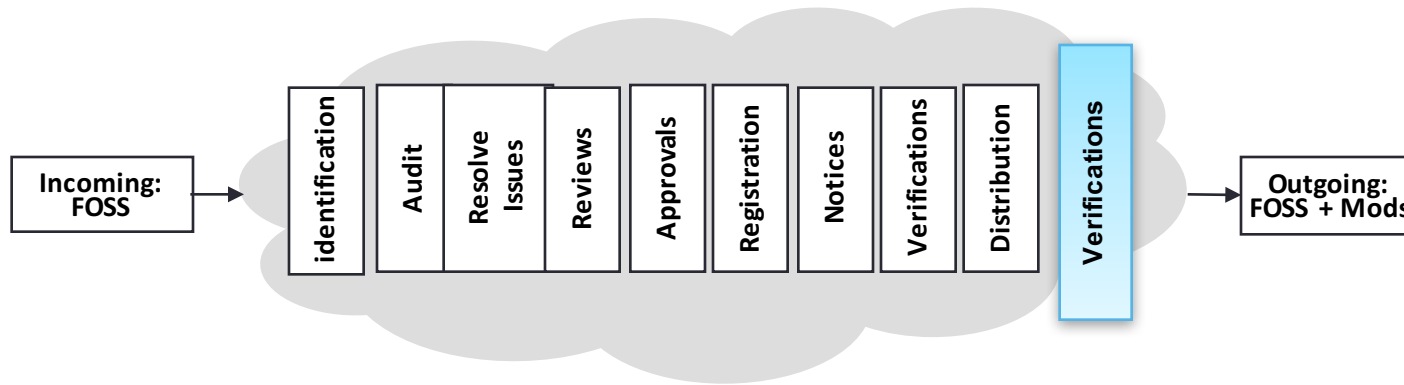 Incoming:
FOSS
identification
Audit
Resolve
Issues
Reviews
Approvals
Registration
Notices
Verifications
Distribution
Verifications
Outgoing:
FOSS + Mods